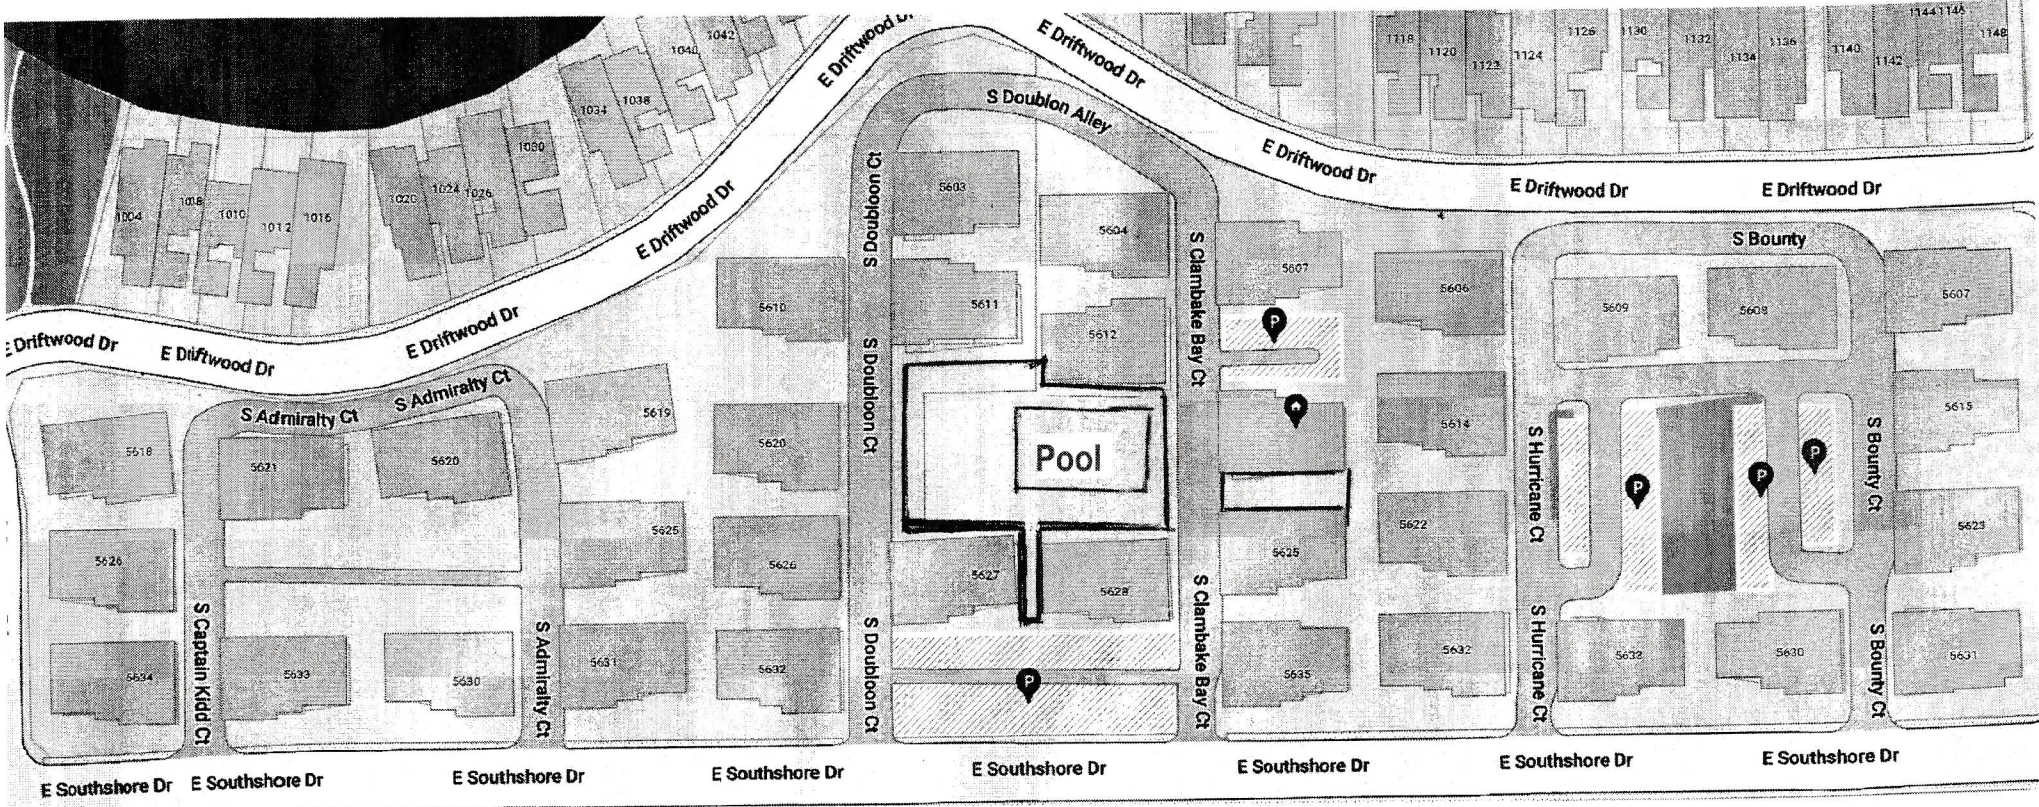 E Driftwood Dr
E Driftwood Dr
E Driftwood Dr
E Driftwood Dr
E Driftwood Dr
E Driftwood Dr
E Driftwood Dr
E Driftwood Dr
E Driftwood Dr
1004
1018
1010
1012
1016
1020
1024
1026
1030
1034
1038
1040
1042
1118
1120
1123
1124
1126
1130
1132
1134
1136
1140
1142
1144
1146
1148
S Doublon Alley
S Doubloon Ct
S Doubloon Ct
S Doubloon Ct
S Clambake Bay Ct
S Clambake Bay Ct
S Bounty
S Bounty Ct
S Bounty Ct
S Hurricane Ct
S Hurricane Ct
S Admiralty Ct
S Admiralty Ct
S Admiralty Ct
S Captain Kidd Ct
5603
5604
5607
5606
5609
5608
5607
5610
5611
5612
P
5618
5621
5620
5619
5620
Pool
5614
5615
P
P
P
5626
5625
5626
5627
5628
5625
5622
5623
5634
5633
5630
5631
5632
P
5635
5632
5632
5630
5631
E Southshore Dr
E Southshore Dr
E Southshore Dr
E Southshore Dr
E Southshore Dr
E Southshore Dr
E Southshore Dr
E Southshore Dr